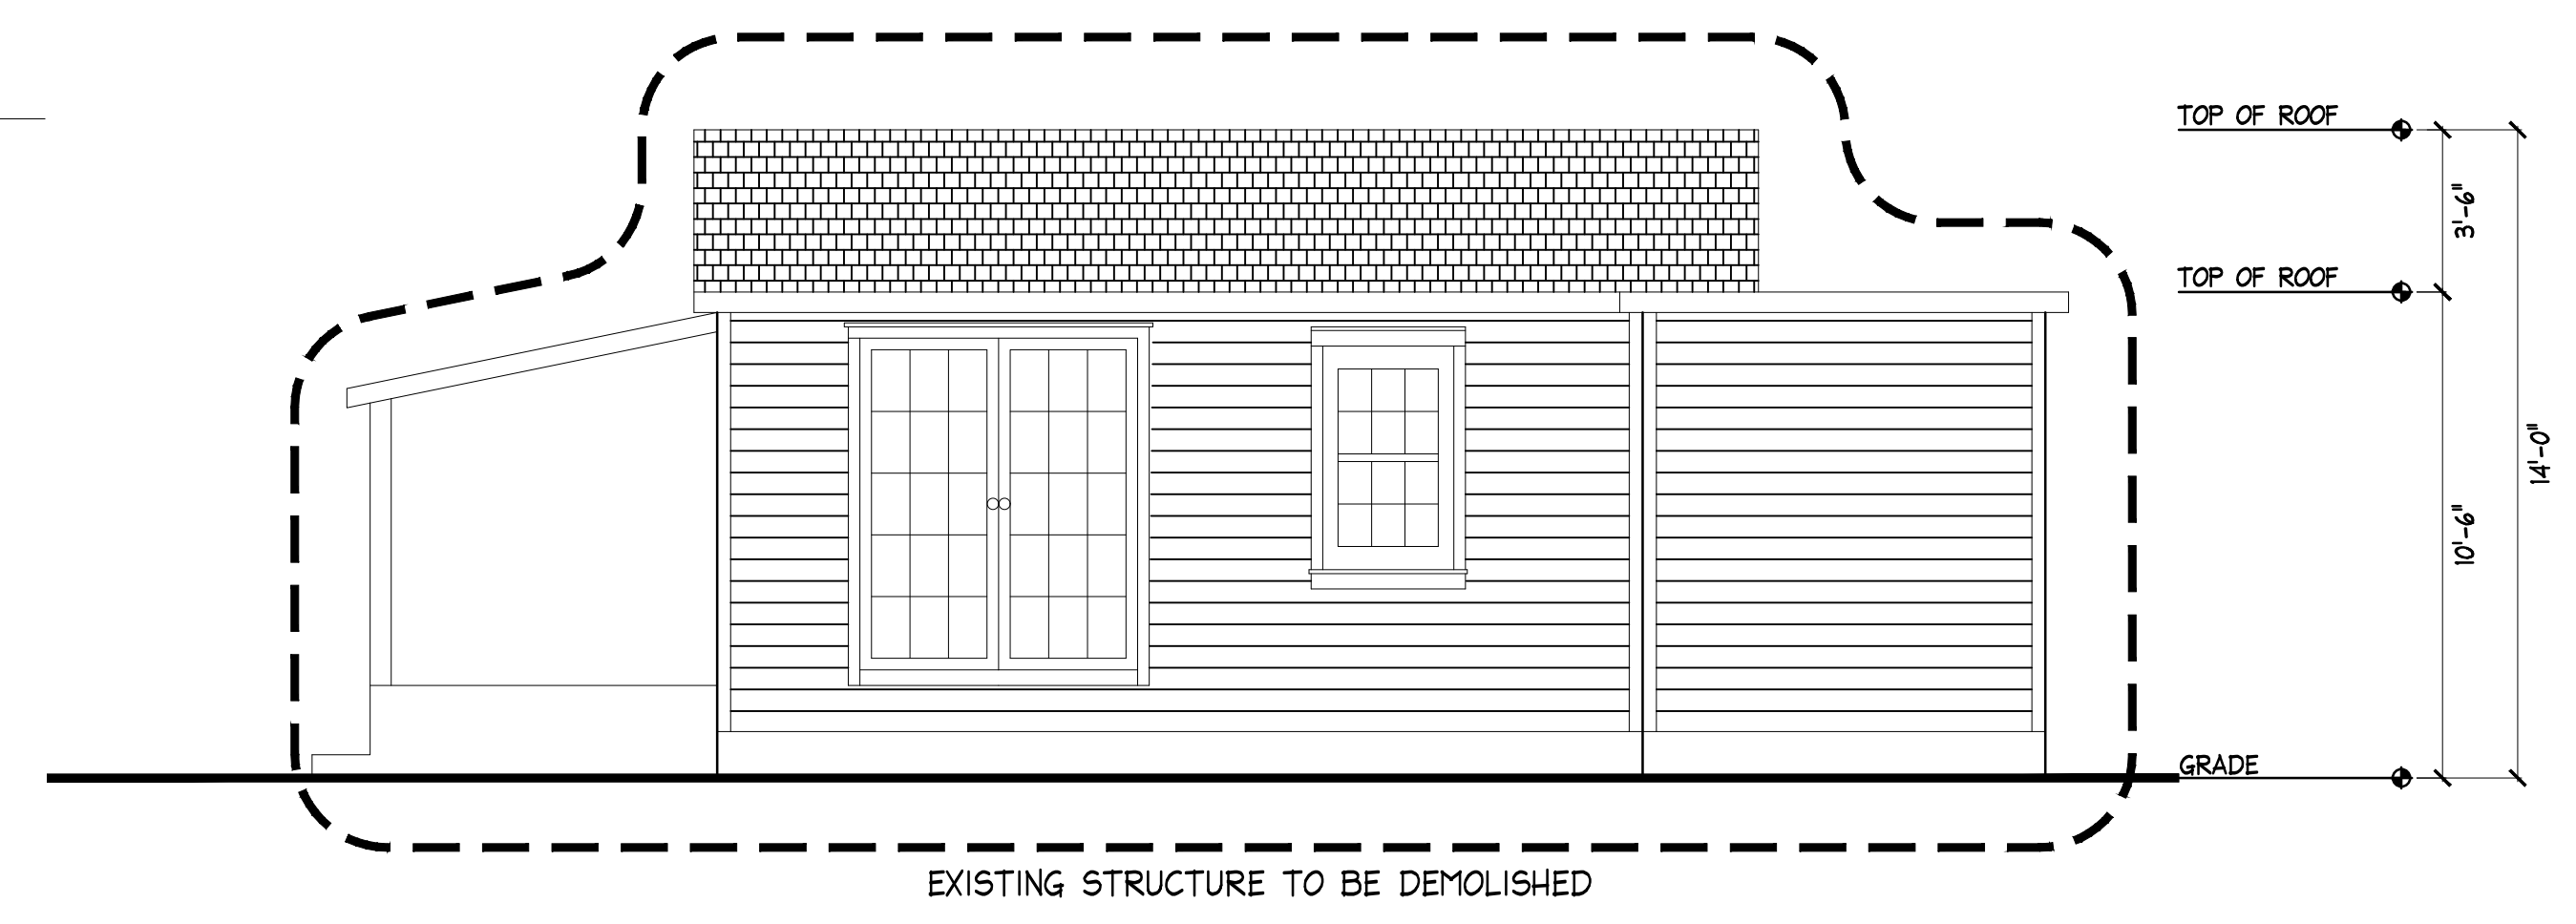 TOP OF ROOF
3'-6"
TOP OF ROOF
14'-0"
10'-6"
GRADE
EXISTING STRUCTURE TO BE DEMOLISHED